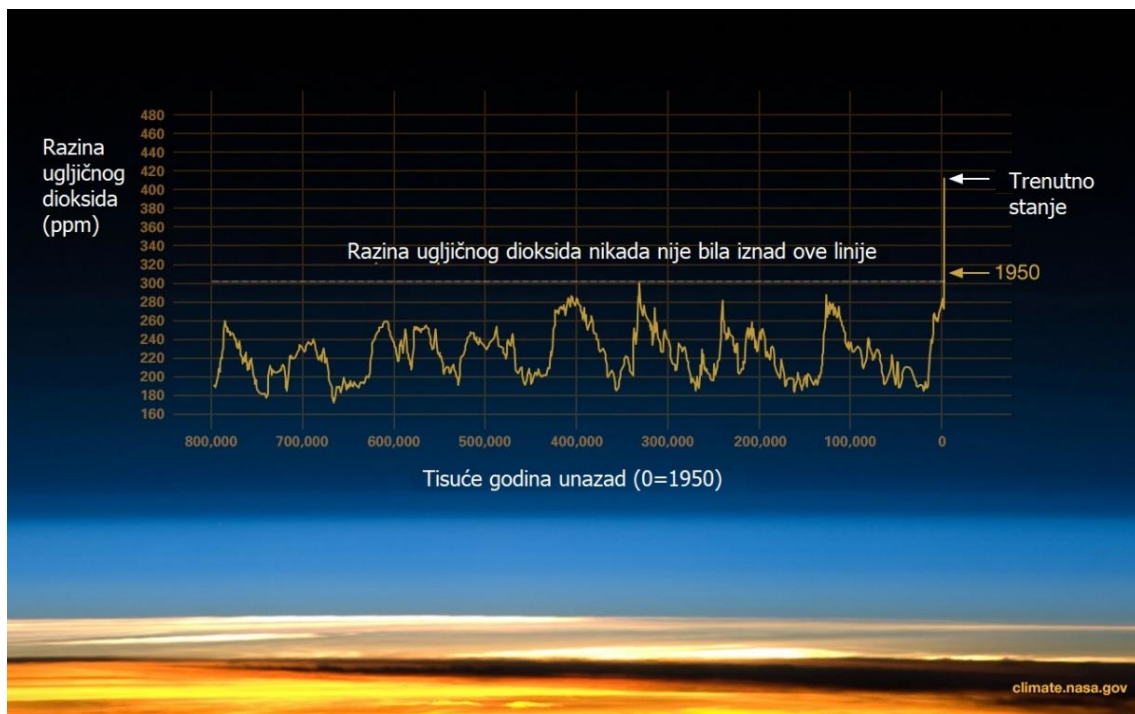 480
460
440
420
400
380
360
340
320
300
280
260
240
220
200
180
160
Razina
ugljičnog
dioksida
(ppm)
Trenutno
stanje
Razina ugljičnog dioksida nikada nije bila iznad ove linije
1950
800,000 700,000 600,000 500,000 400,000 300,000 200,000 100,000 0
Tisuće godina unazad (0=1950)
climate.nasa.gov